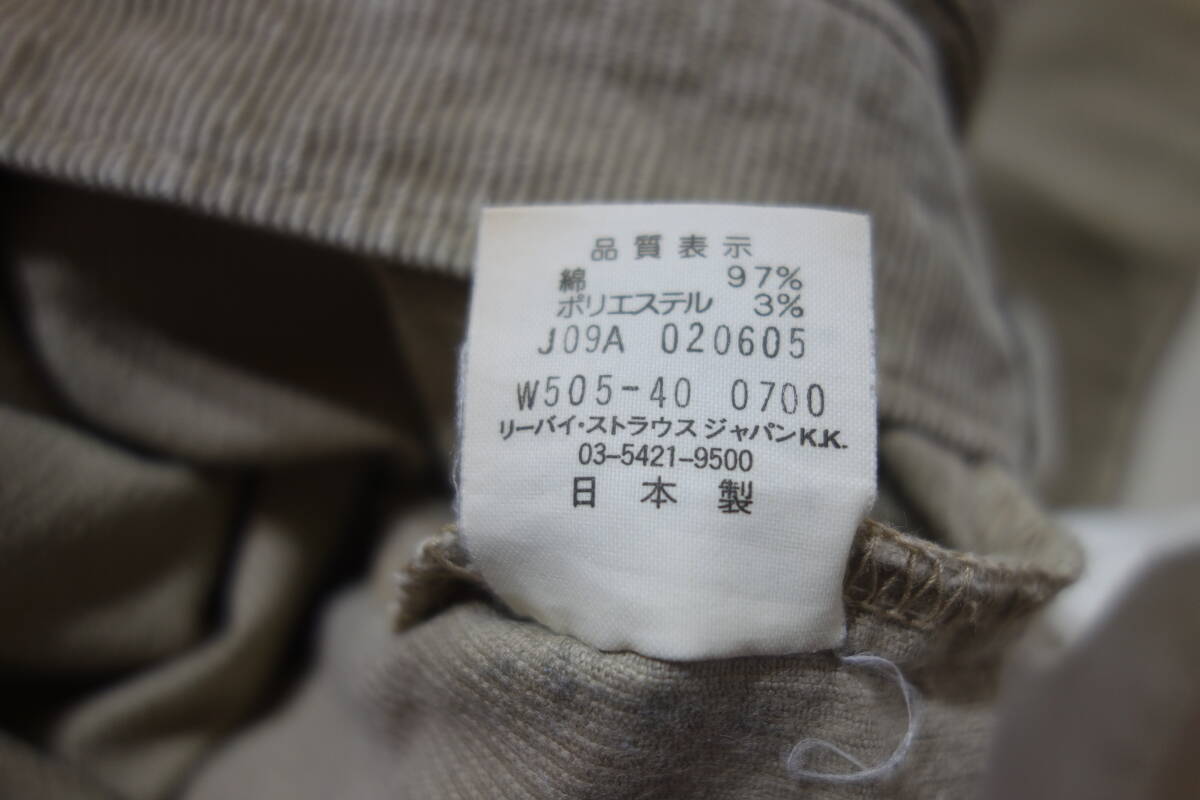 品質表示
綿 97%
ポリエステル 3%
J09A 020605
W505-40 0700
リーバイ・ストラウス ジャパンK.K.
03-5421-9500
日本製